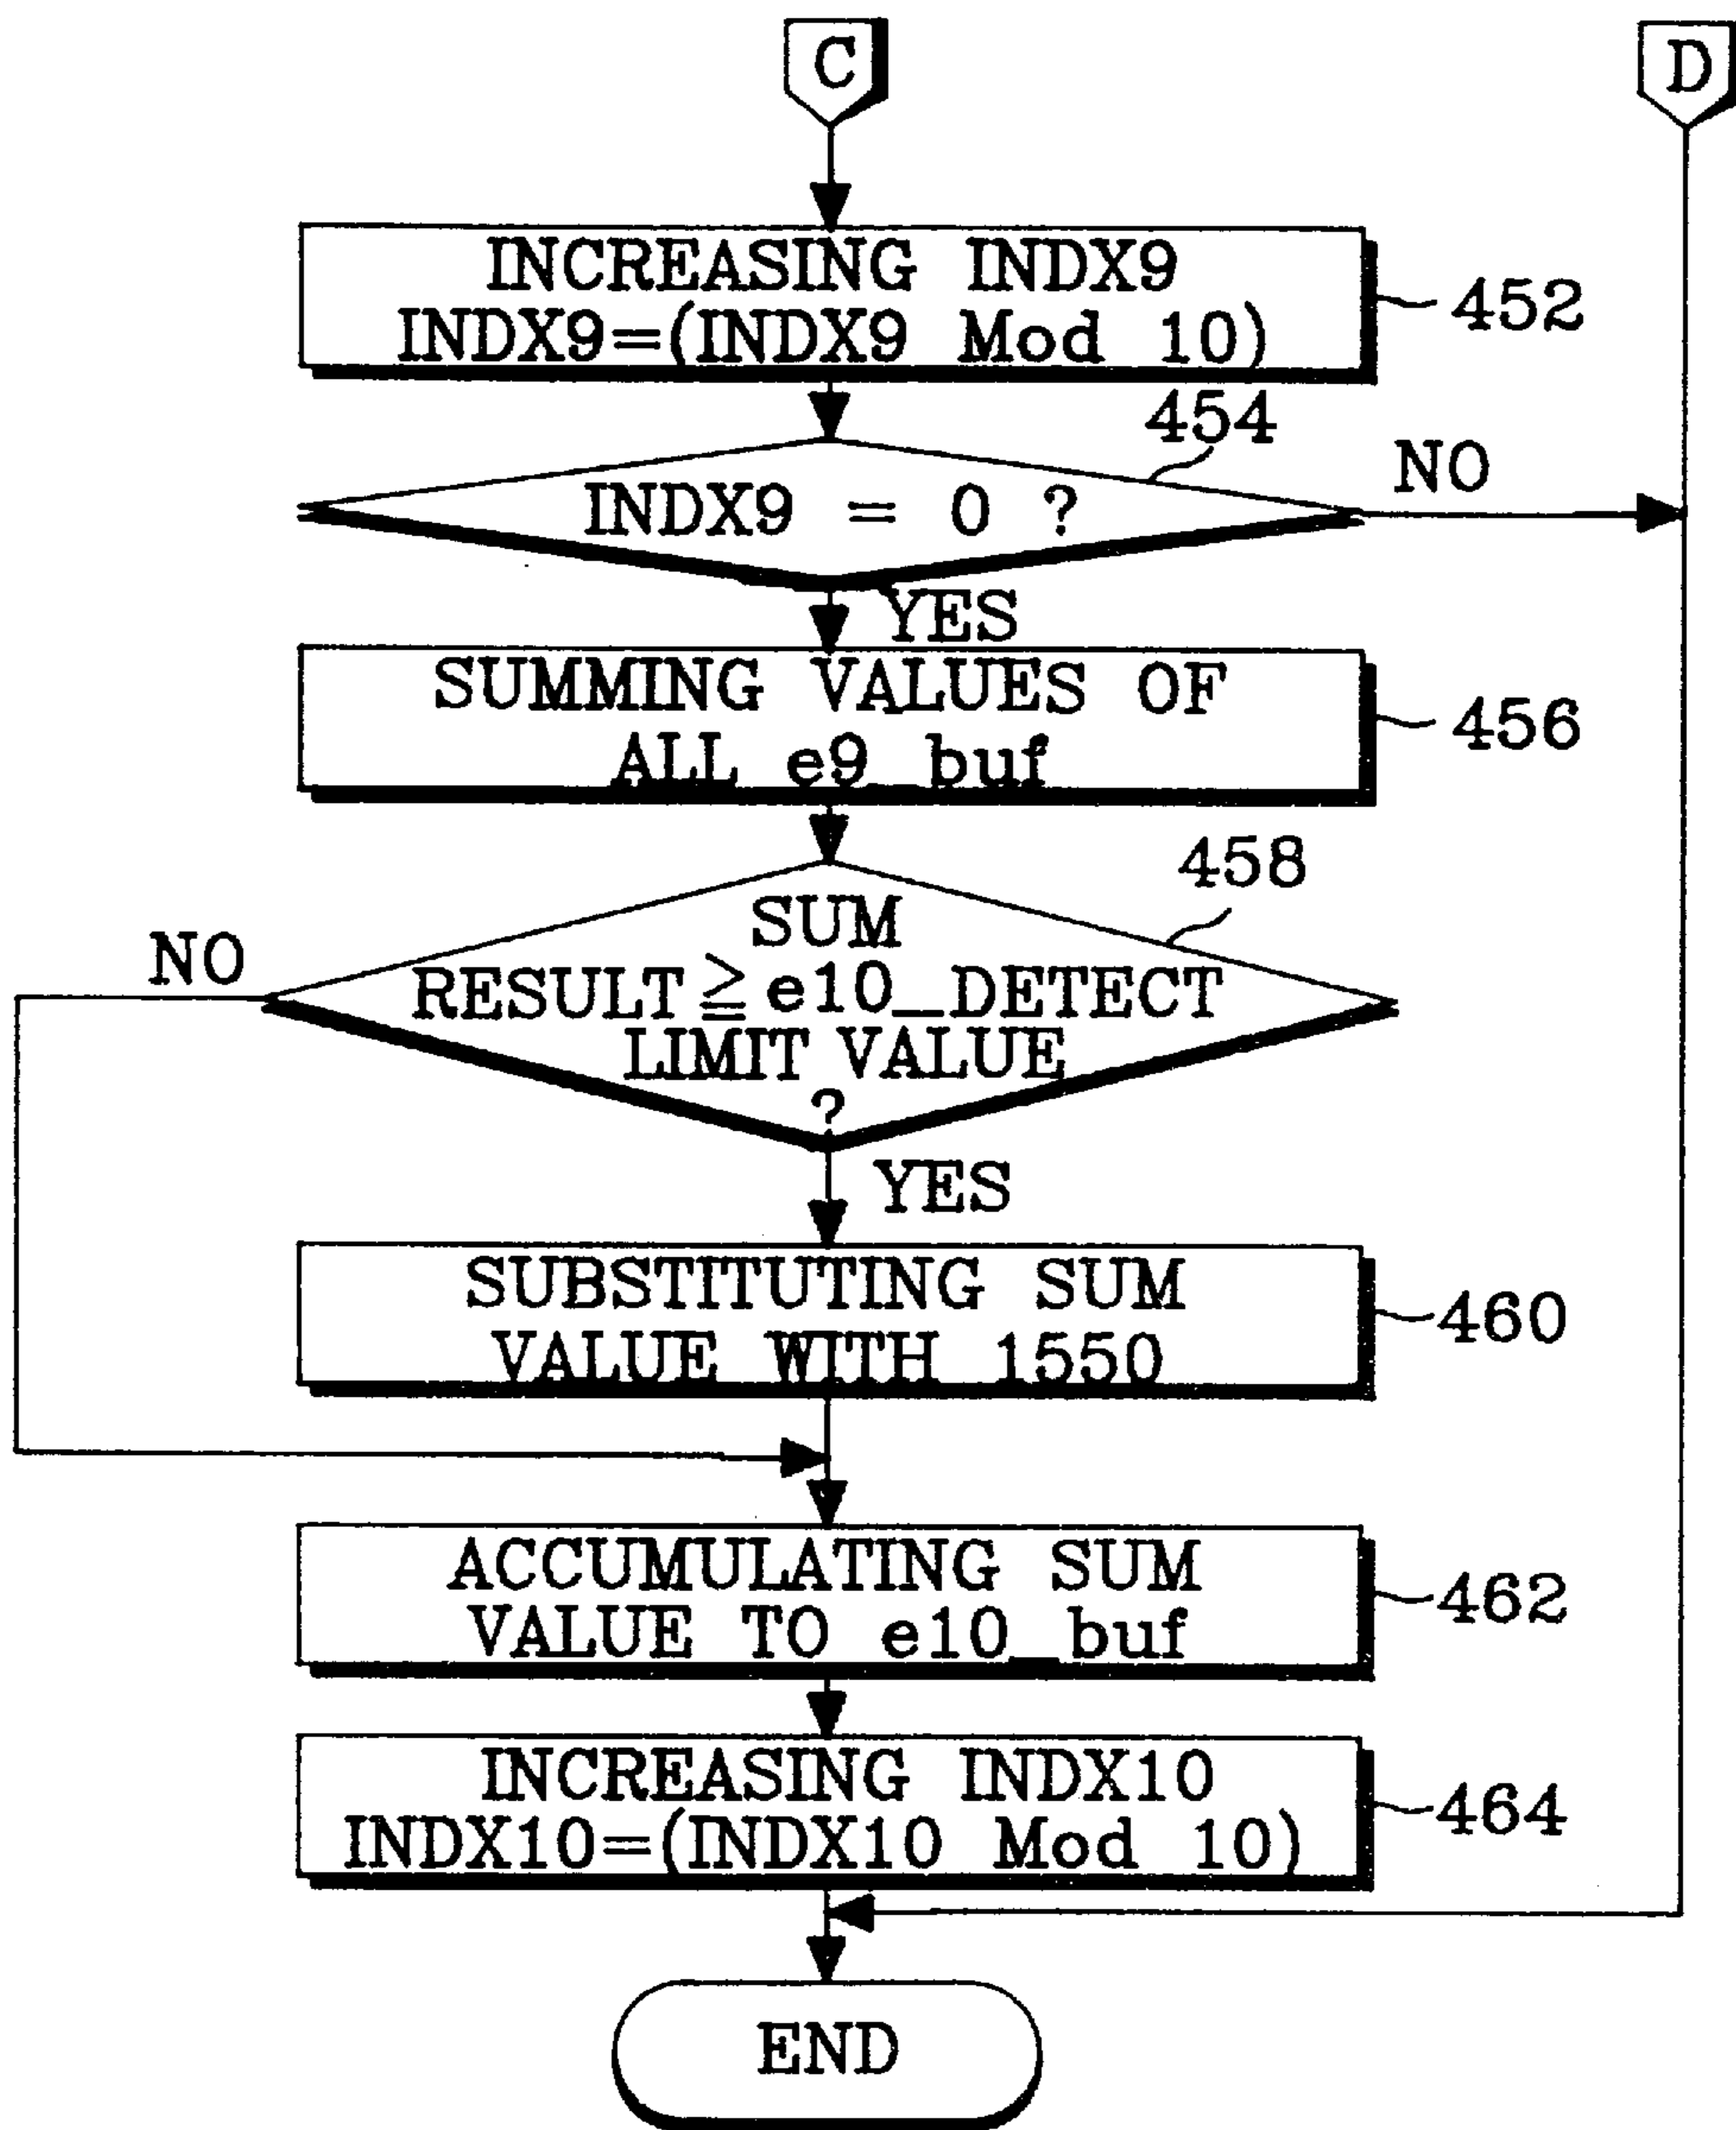 C
D
INCREASING INDX9
INDX9=(INDX9 Mod 10)
452
454
INDX9 = 0 ?
NO
YES
SUMMING VALUES OF
ALL e9_buf
456
458
NO
SUM
RESULT≧e10_DETECT
LIMIT VALUE
?
YES
SUBSTITUTING SUM
VALUE WITH 1550
460
ACCUMULATING SUM
VALUE TO e10_buf
462
INCREASING INDX10
INDX10=(INDX10 Mod 10)
464
END